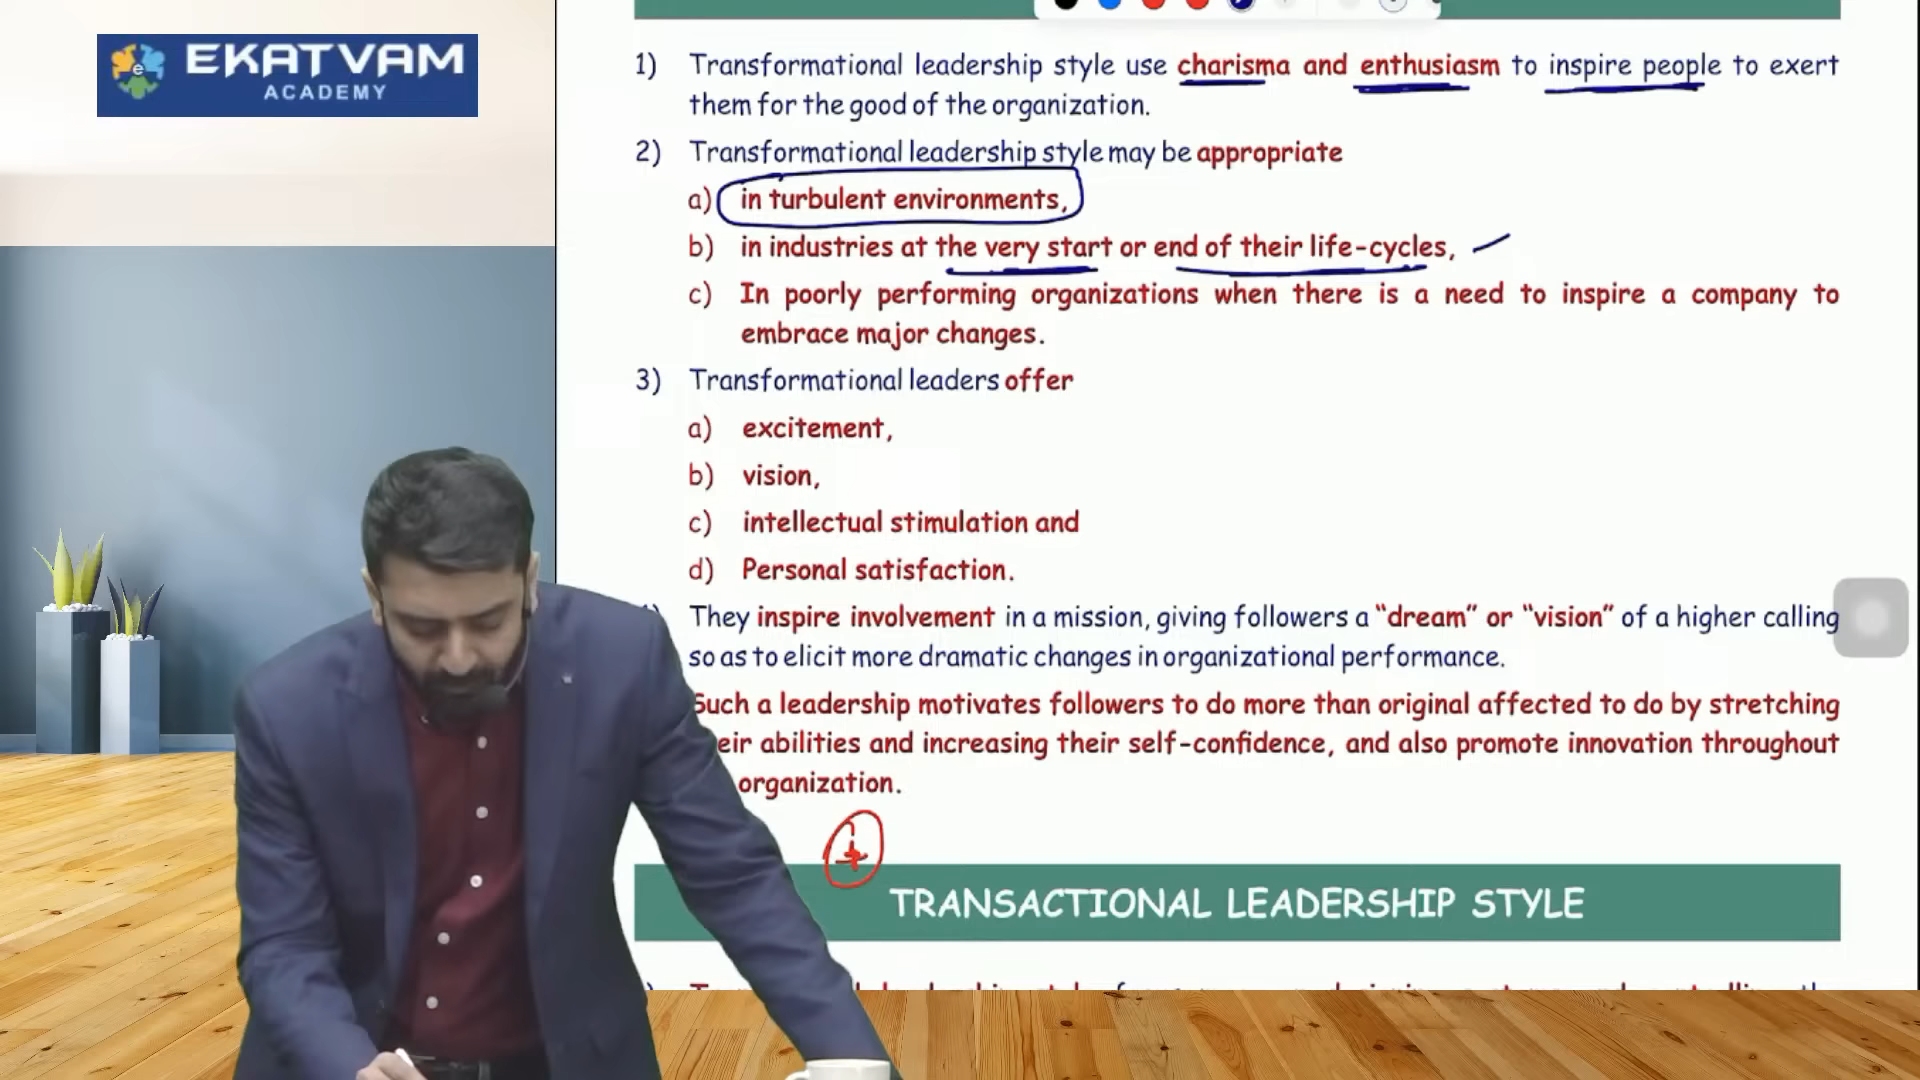 EKATVAM
ACADEMY
1) Transformational leadership style use charisma and enthusiasm to inspire people to exert
them for the good of the organization.
2) Transformational leadership style may be appropriate
a) in turbulent environments,
b) in industries at the very start or end of their life-cycles,
c) In poorly performing organizations when there is a need to inspire a company to
embrace major changes.
3) Transformational leaders offer
a) excitement,
b) vision,
c) intellectual stimulation and
d) Personal satisfaction.
They inspire involvement in a mission, giving followers a “dream” or “vision” of a higher calling
so as to elicit more dramatic changes in organizational performance.
Such a leadership motivates followers to do more than original affected to do by stretching
eir abilities and increasing their self-confidence, and also promote innovation throughout
organization.
TRANSACTIONAL LEADERSHIP STYLE